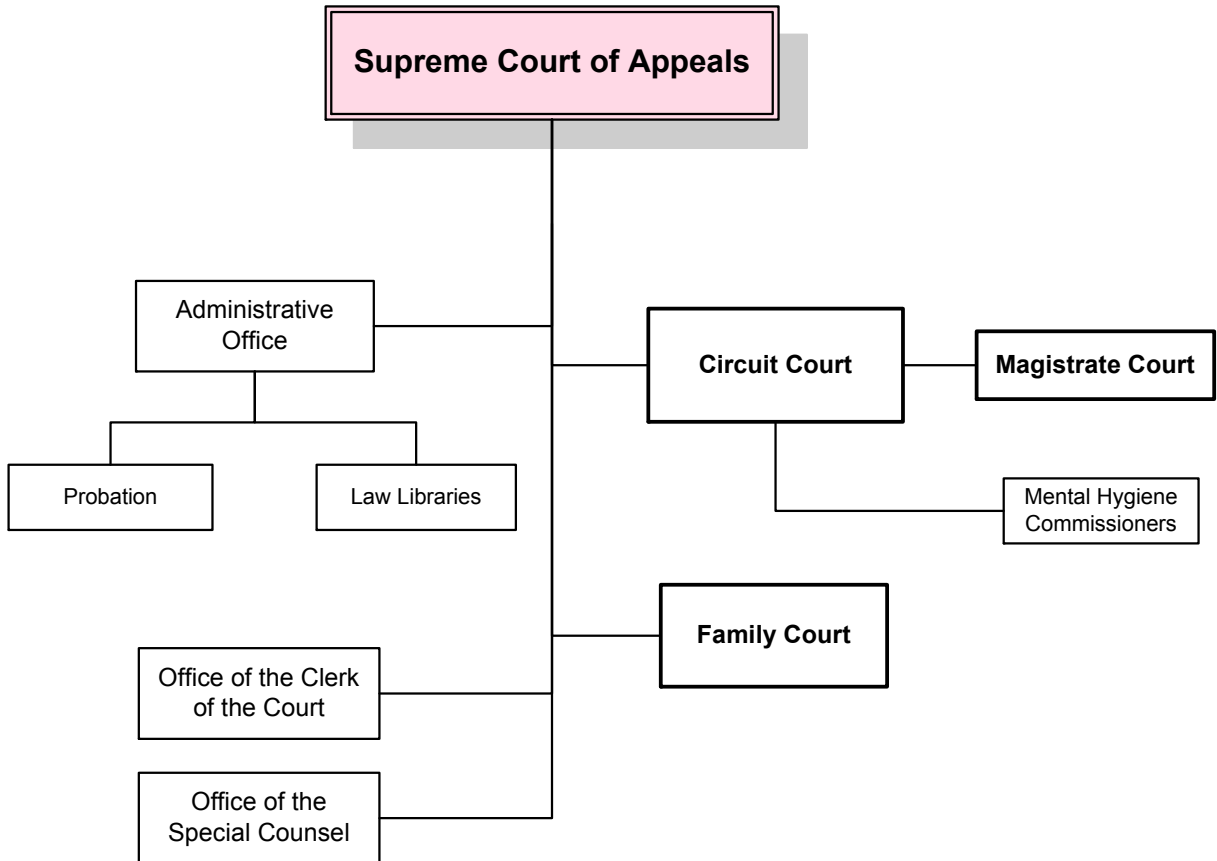 Supreme Court of Appeals
Administrative
Office
Circuit Court
Magistrate Court
Probation
Law Libraries
Mental Hygiene
Commissioners
Family Court
Office of the Clerk
of the Court
Office of the
Special Counsel